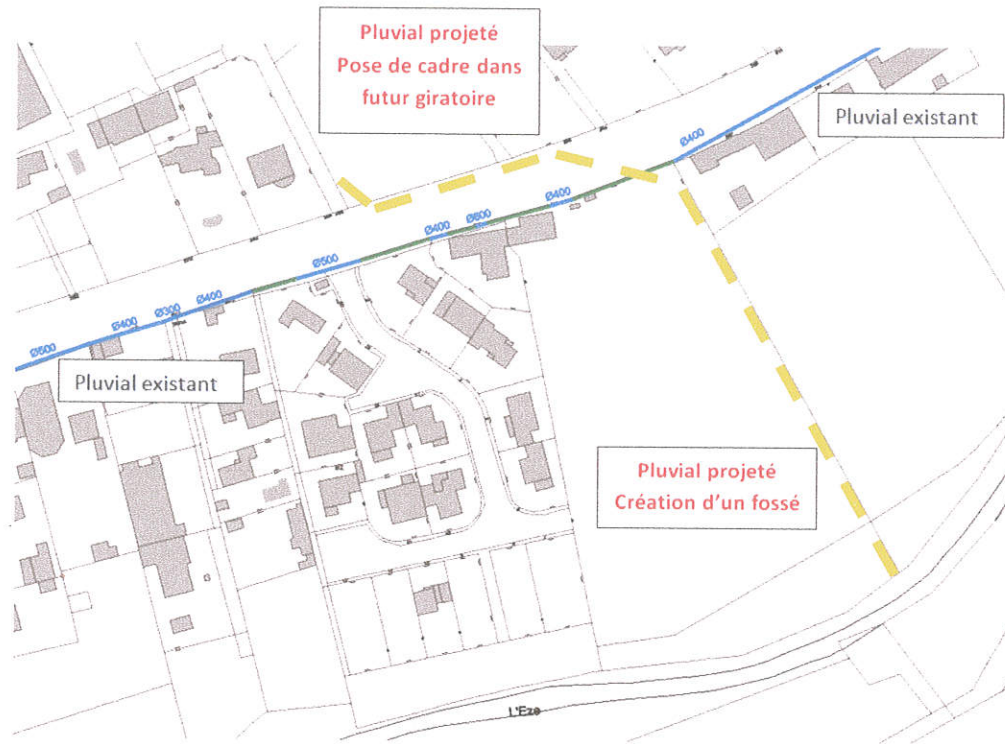 Pluvial projeté
Pose de cadre dans
futur giratoire
Pluvial existant
Ø400
Ø400
Ø600
Ø400
Ø500
Ø400
Ø300
Ø400
Ø500
Pluvial existant
Pluvial projeté
Création d'un fossé
L'Eze